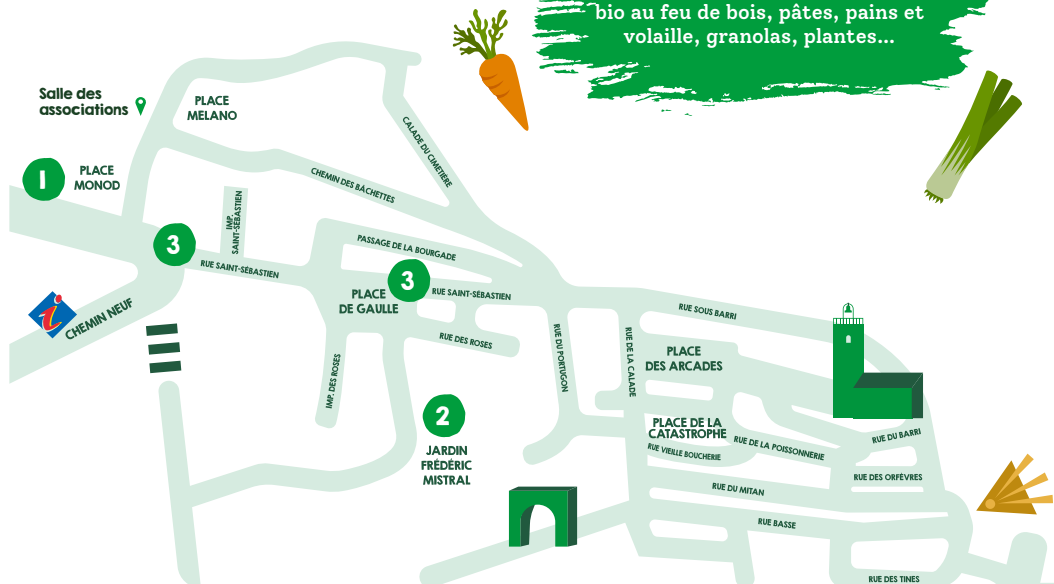 bio au feu de bois, pâtes, pains et
volaille, granolas, plantes...
Salle des
associations
PLACE
MELANO
CALADE DU CIMETIÈRE
1
PLACE
MONOD
CHEMIN DES BÂCHETTES
IMP.
SAINT-SÉBASTIEN
3
RUE SAINT-SÉBASTIEN
PASSAGE DE LA BOURGADE
3
PLACE
DE GAULLE
RUE SAINT-SÉBASTIEN
i
CHEMIN NEUF
RUE DES ROSES
IMP. DES ROSES
RUE DU PORTUGON
RUE DE LA CALADE
RUE SOUS BARRI
PLACE
DES ARCADES
2
JARDIN
FRÉDÉRIC
MISTRAL
PLACE DE LA
CATASTROPHE
RUE VIEILLE BOUCHERIE
RUE DE LA POISSONNERIE
RUE DU BARRI
RUE DES ORFÈVRES
RUE DU MITAN
RUE BASSE
RUE DES TINES